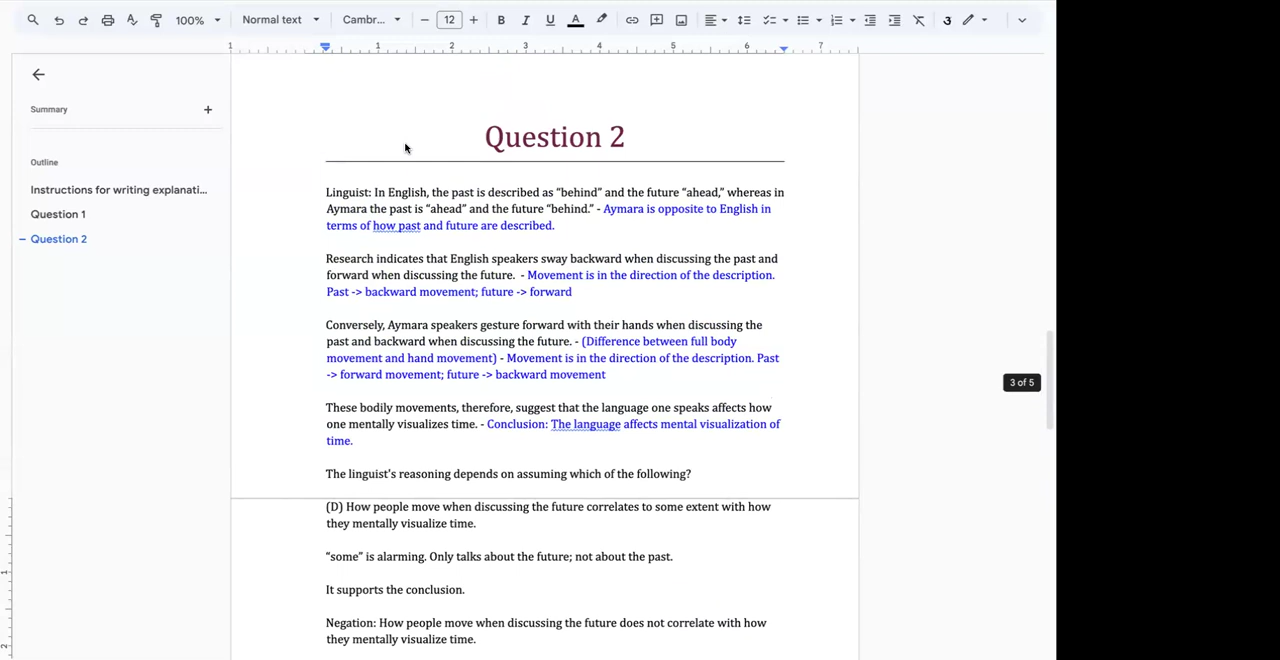 100%
Normal text
Cambr...
12
B I U A
1 1 2 3 4 5 6 7
Summary
Outline
Instructions for writing explanati...
Question 1
Question 2
Question 2
Linguist: In English, the past is described as “behind” and the future “ahead,” whereas in
Aymara the past is “ahead” and the future “behind.” - Aymara is opposite to English in
terms of how past and future are described.
Research indicates that English speakers sway backward when discussing the past and
forward when discussing the future. - Movement is in the direction of the description.
Past -> backward movement; future -> forward
Conversely, Aymara speakers gesture forward with their hands when discussing the
past and backward when discussing the future. - (Difference between full body
movement and hand movement) - Movement is in the direction of the description. Past
-> forward movement; future -> backward movement
These bodily movements, therefore, suggest that the language one speaks affects how
one mentally visualizes time. - Conclusion: The language affects mental visualization of
time.
The linguist’s reasoning depends on assuming which of the following?
3 of 5
(D) How people move when discussing the future correlates to some extent with how
they mentally visualize time.
“some” is alarming. Only talks about the future; not about the past.
It supports the conclusion.
Negation: How people move when discussing the future does not correlate with how
they mentally visualize time.
1
2